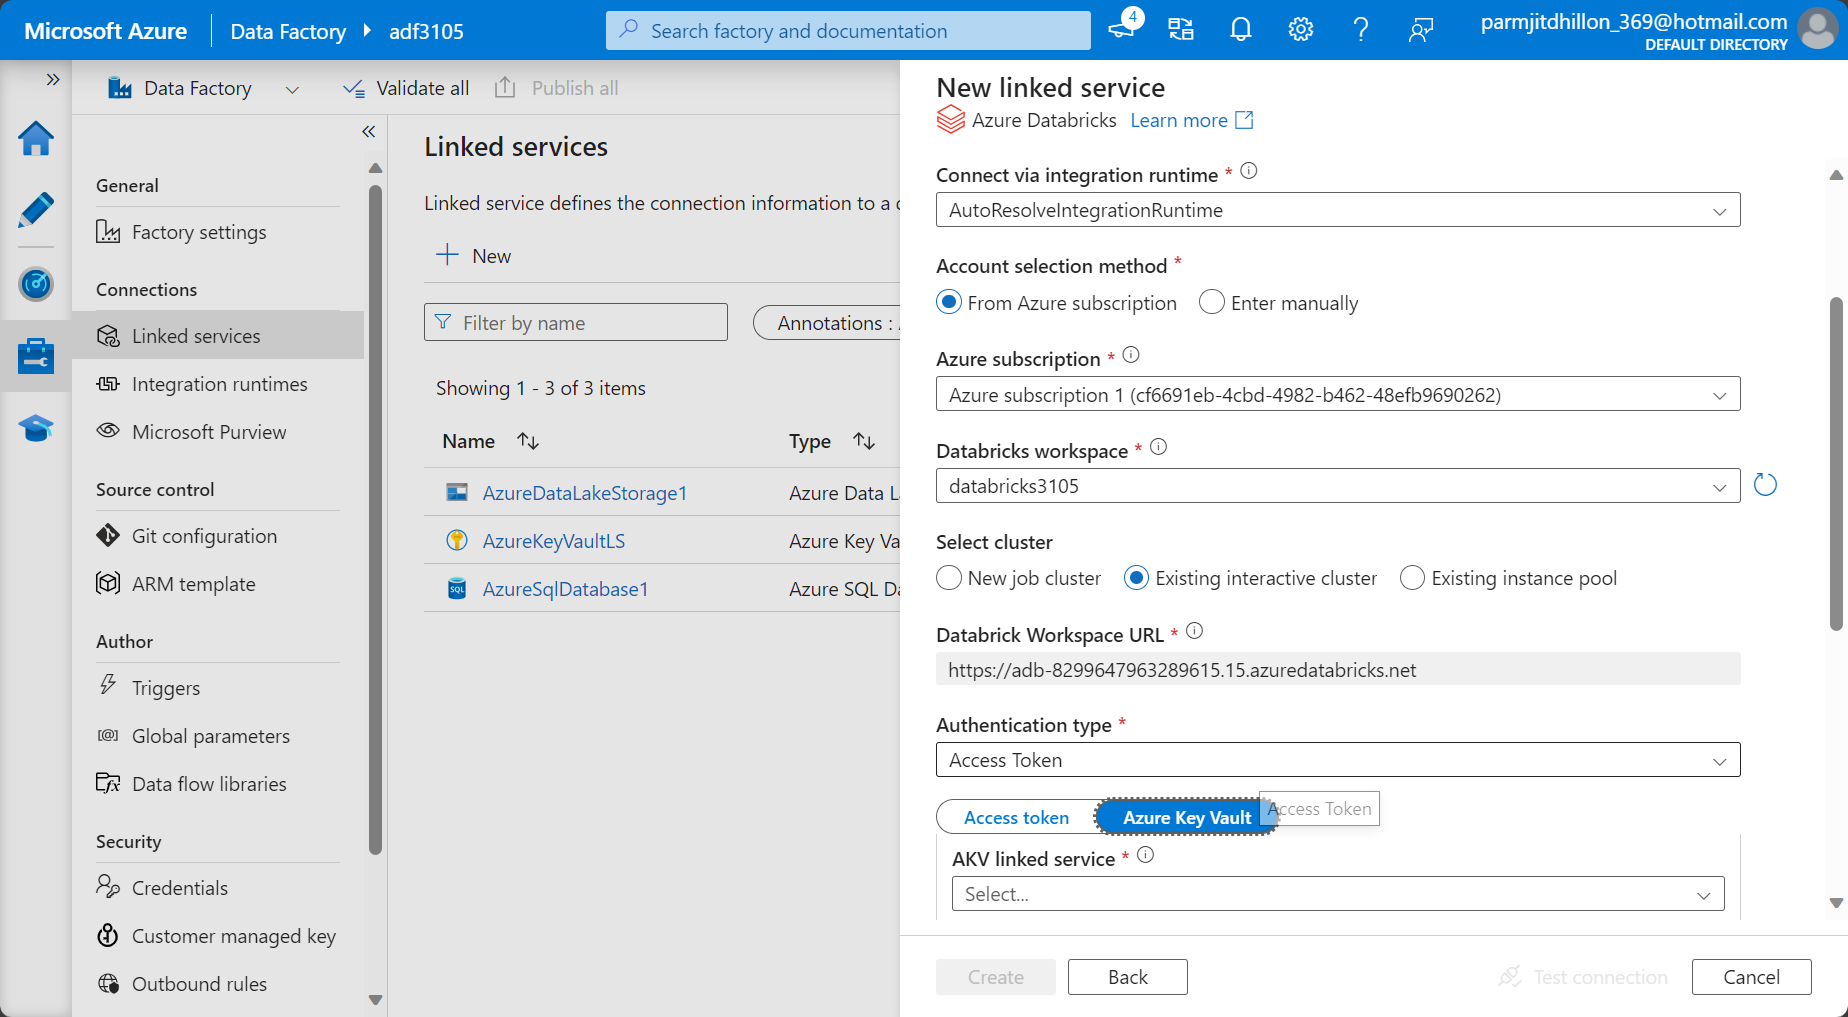 Microsoft Azure
Data Factory
adf3105
Search factory and documentation
4
parmjitdhillon_369@hotmail.com
DEFAULT DIRECTORY
Data Factory
Validate all
Publish all
General
Factory settings
Connections
Linked services
Integration runtimes
Microsoft Purview
Source control
Git configuration
ARM template
Author
Triggers
Global parameters
Data flow libraries
Security
Credentials
Customer managed key
Outbound rules
Linked services
Linked service defines the connection information to a
New
Filter by name
Annotations :
Showing 1 - 3 of 3 items
Name
Type
AzureDataLakeStorage1
Azure Data L
AzureKeyVaultLS
Azure Key Va
SQL
AzureSqlDatabase1
Azure SQL Da
New linked service
Azure Databricks
Learn more
Connect via integration runtime *
AutoResolveIntegrationRuntime
Account selection method *
From Azure subscription
Enter manually
Azure subscription *
Azure subscription 1 (cf6691eb-4cbd-4982-b462-48efb9690262)
Databricks workspace *
databricks3105
Select cluster
New job cluster
Existing interactive cluster
Existing instance pool
Databrick Workspace URL *
https://adb-8299647963289615.15.azuredatabricks.net
Authentication type *
Access Token
Access token
Azure Key Vault
Access Token
AKV linked service *
Select...
Create
Back
Test connection
Cancel